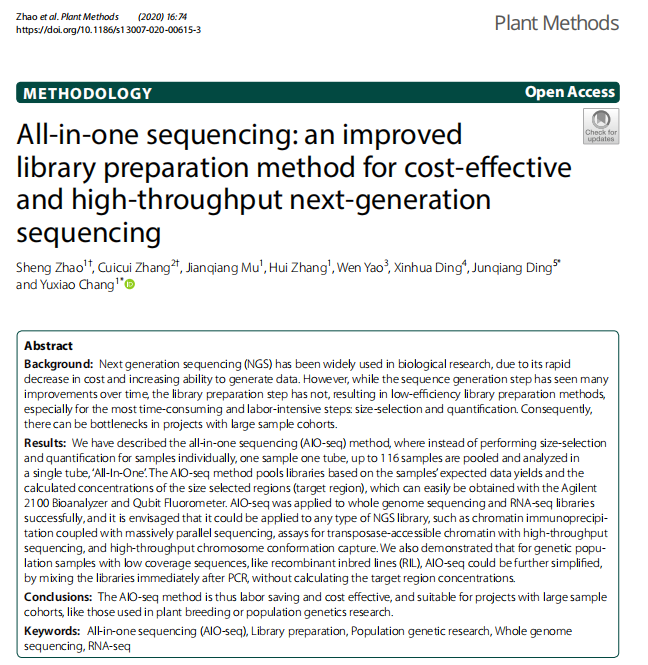 Zhao et al. Plant Methods (2020) 16:74
https://doi.org/10.1186/s13007-020-00615-3
Plant Methods
METHODOLOGY
Open Access
Check for
updates
All-in-one sequencing: an improved
library preparation method for cost-effective
and high-throughput next-generation
sequencing
Sheng Zhao1†, Cuicui Zhang2†, Jianqiang Mu1, Hui Zhang1, Wen Yao3, Xinhua Ding4, Junqiang Ding5*
and Yuxiao Chang1*
Abstract
Background: Next generation sequencing (NGS) has been widely used in biological research, due to its rapid
decrease in cost and increasing ability to generate data. However, while the sequence generation step has seen many
improvements over time, the library preparation step has not, resulting in low-efficiency library preparation methods,
especially for the most time-consuming and labor-intensive steps: size-selection and quantification. Consequently,
there can be bottlenecks in projects with large sample cohorts.
Results: We have described the all-in-one sequencing (AIO-seq) method, where instead of performing size-selection
and quantification for samples individually, one sample one tube, up to 116 samples are pooled and analyzed in
a single tube, ‘All-In-One’. The AIO-seq method pools libraries based on the samples’ expected data yields and the
calculated concentrations of the size selected regions (target region), which can easily be obtained with the Agilent
2100 Bioanalyzer and Qubit Fluorometer. AIO-seq was applied to whole genome sequencing and RNA-seq libraries
successfully, and it is envisaged that it could be applied to any type of NGS library, such as chromatin immunoprecipi-
tation coupled with massively parallel sequencing, assays for transposase-accessible chromatin with high-throughput
sequencing, and high-throughput chromosome conformation capture. We also demonstrated that for genetic popu-
lation samples with low coverage sequences, like recombinant inbred lines (RIL), AIO-seq could be further simplified,
by mixing the libraries immediately after PCR, without calculating the target region concentrations.
Conclusions: The AIO-seq method is thus labor saving and cost effective, and suitable for projects with large sample
cohorts, like those used in plant breeding or population genetics research.
Keywords: All-in-one sequencing (AIO-seq), Library preparation, Population genetic research, Whole genome
sequencing, RNA-seq